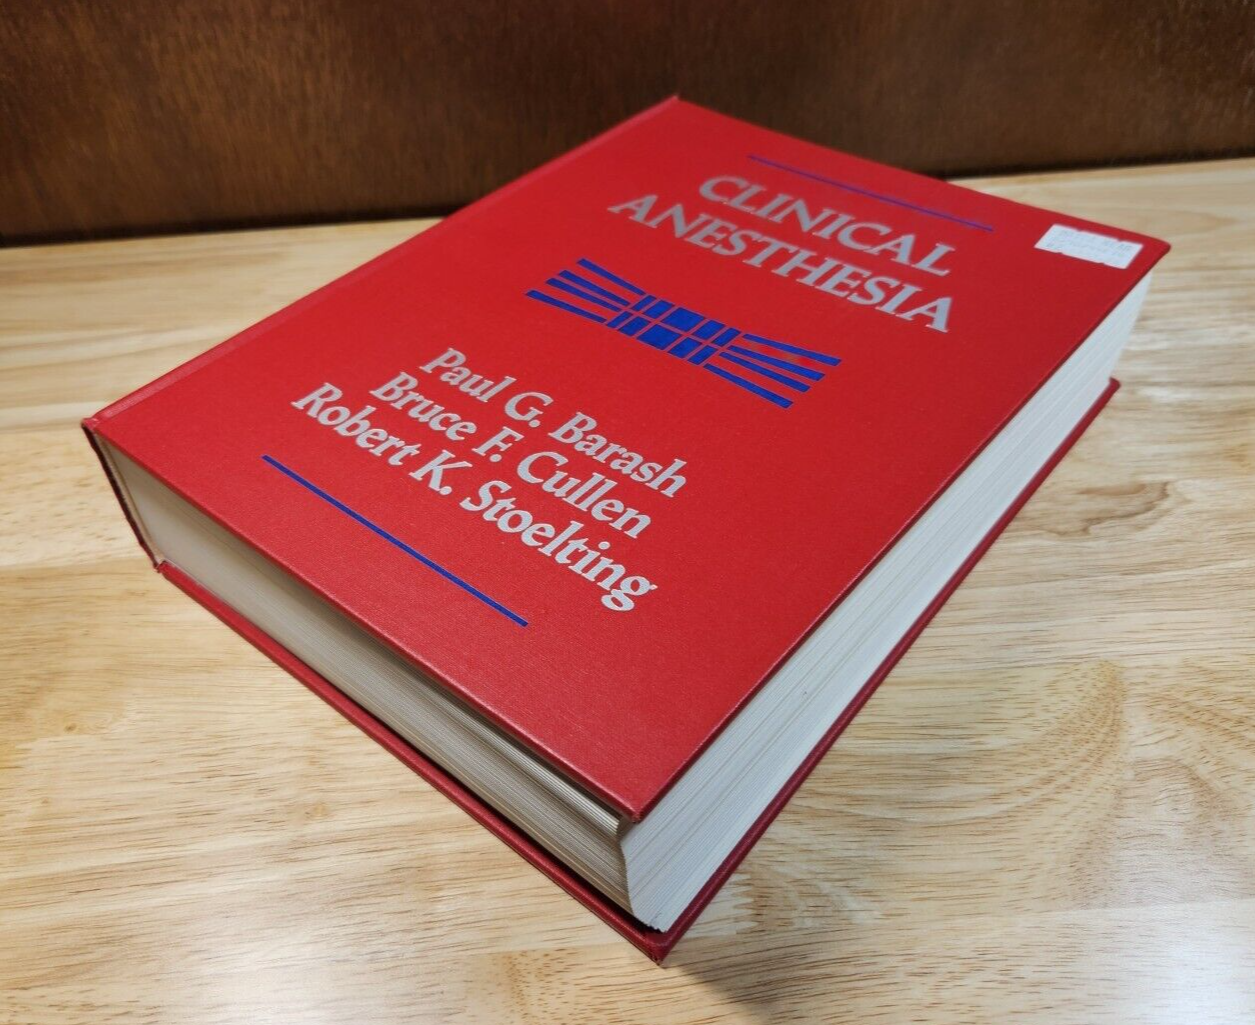 CLINICAL
ANESTHESIA
Paul G. Barash
Bruce F. Cullen
Robert K. Stoelting